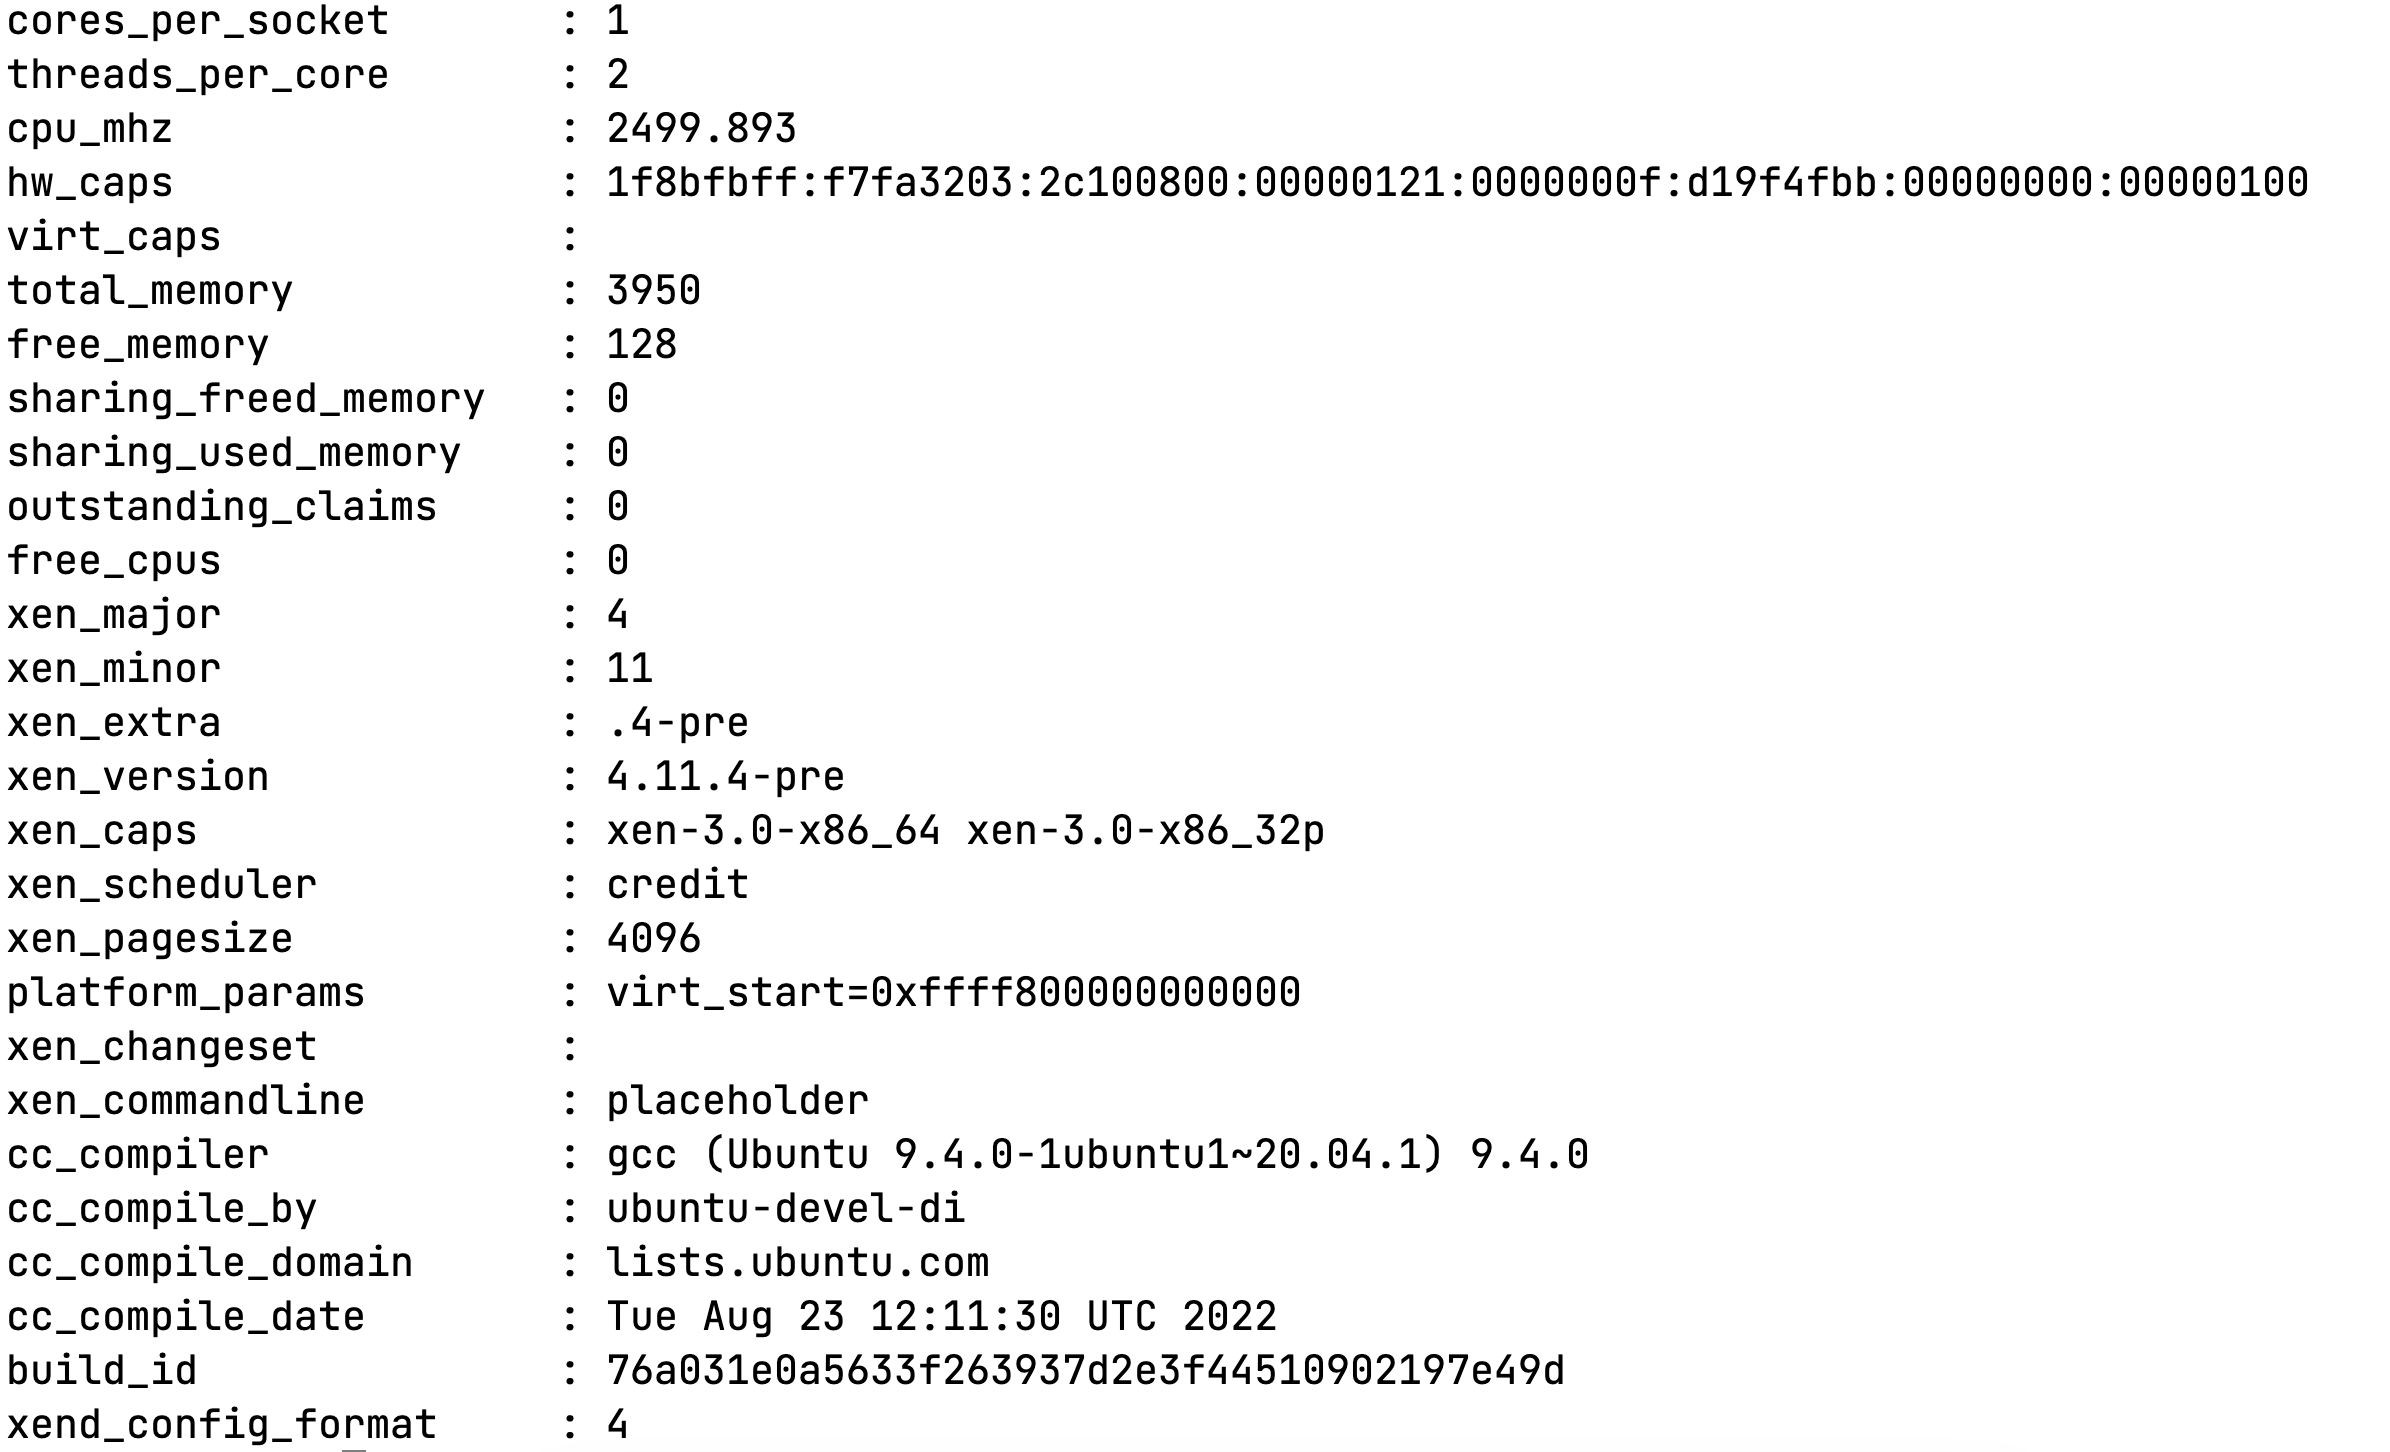 cores_per_socket       : 1
threads_per_core       : 2
cpu_mhz                : 2499.893
hw_caps                : 1f8bfbff:f7fa3203:2c100800:00000121:0000000f:d19f4fbb:00000000:00000100
virt_caps              :
total_memory           : 3950
free_memory            : 128
sharing_freed_memory   : 0
sharing_used_memory    : 0
outstanding_claims     : 0
free_cpus              : 0
xen_major              : 4
xen_minor              : 11
xen_extra              : .4-pre
xen_version            : 4.11.4-pre
xen_caps               : xen-3.0-x86_64 xen-3.0-x86_32p
xen_scheduler          : credit
xen_pagesize           : 4096
platform_params        : virt_start=0xffff800000000000
xen_changeset          :
xen_commandline        : placeholder
cc_compiler            : gcc (Ubuntu 9.4.0-1ubuntu1~20.04.1) 9.4.0
cc_compile_by          : ubuntu-devel-di
cc_compile_domain      : lists.ubuntu.com
cc_compile_date        : Tue Aug 23 12:11:30 UTC 2022
build_id               : 76a031e0a5633f263937d2e3f44510902197e49d
xend_config_format     : 4